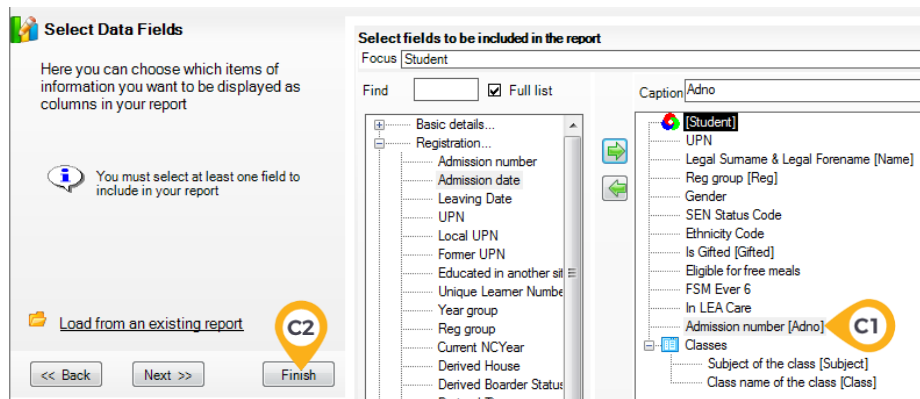 Select Data Fields
Here you can choose which items of
information you want to be displayed as
columns in your report
You must select at least one field to
include in your report
Load from an existing report
C2
<< Back
Next >>
Finish
Select fields to be included in the report
Focus Student
Find
Full list
Basic details...
Registration...
Admission number
Admission date
Leaving Date
UPN
Local UPN
Former UPN
Educated in another sit
Unique Learner Numbe
Year group
Reg group
Current NCYear
Derived House
Derived Boarder Status
Caption Adno
[Student]
UPN
Legal Surname & Legal Forename [Name]
Reg group [Reg]
Gender
SEN Status Code
Ethnicity Code
Is Gifted [Gifted]
Eligible for free meals
FSM Ever 6
In LEA Care
Admission number [Adno]
C1
Classes
Subject of the class [Subject]
Class name of the class [Class]